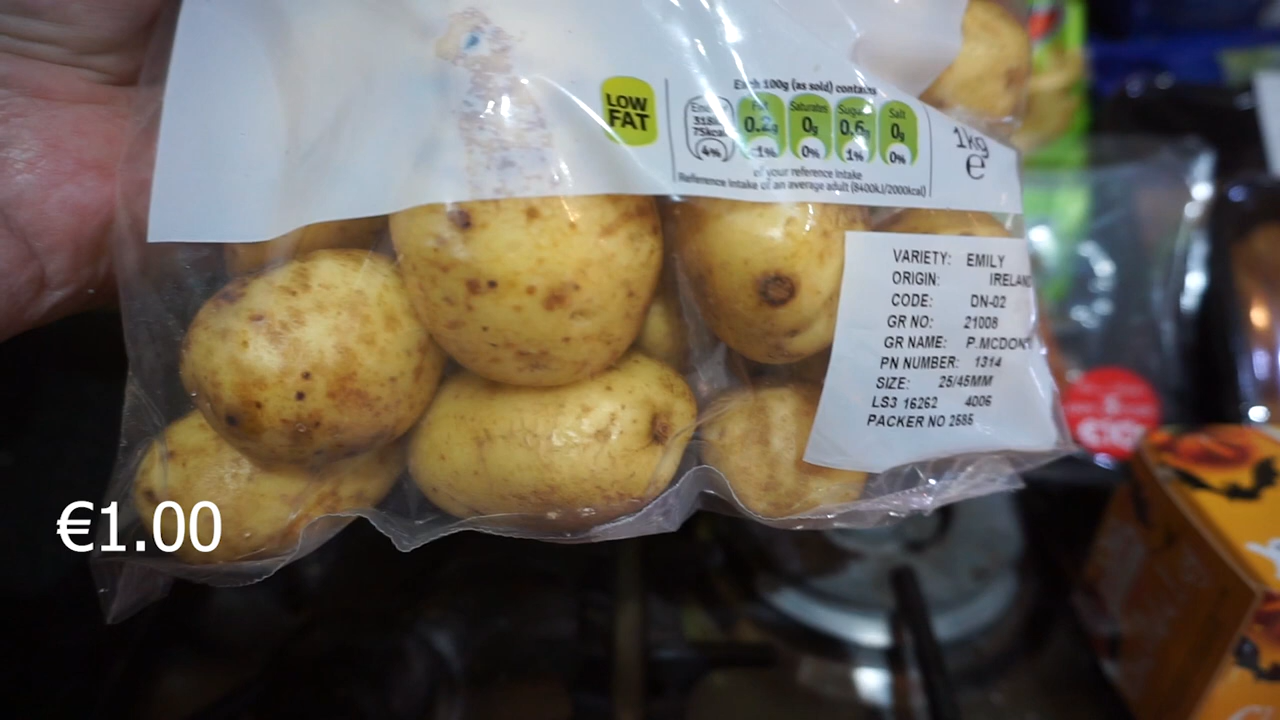 LOW
FAT
Each 100g (as sold) contains
Fat
Saturates
Sugars
Salt
0.2g
0g
0.6g
0g
75kcal
4%
1%
0%
1%
0%
of your reference intake
Reference intake of an average adult (8400kJ/2000kcal)
1kg
e
VARIETY: EMILY
ORIGIN: IRELAND
CODE: DN-02
GR NO: 21008
GR NAME: P.MCDON
PN NUMBER: 1314
SIZE: 25/45MM
LS3 16262 4006
PACKER NO 2585
€1.00